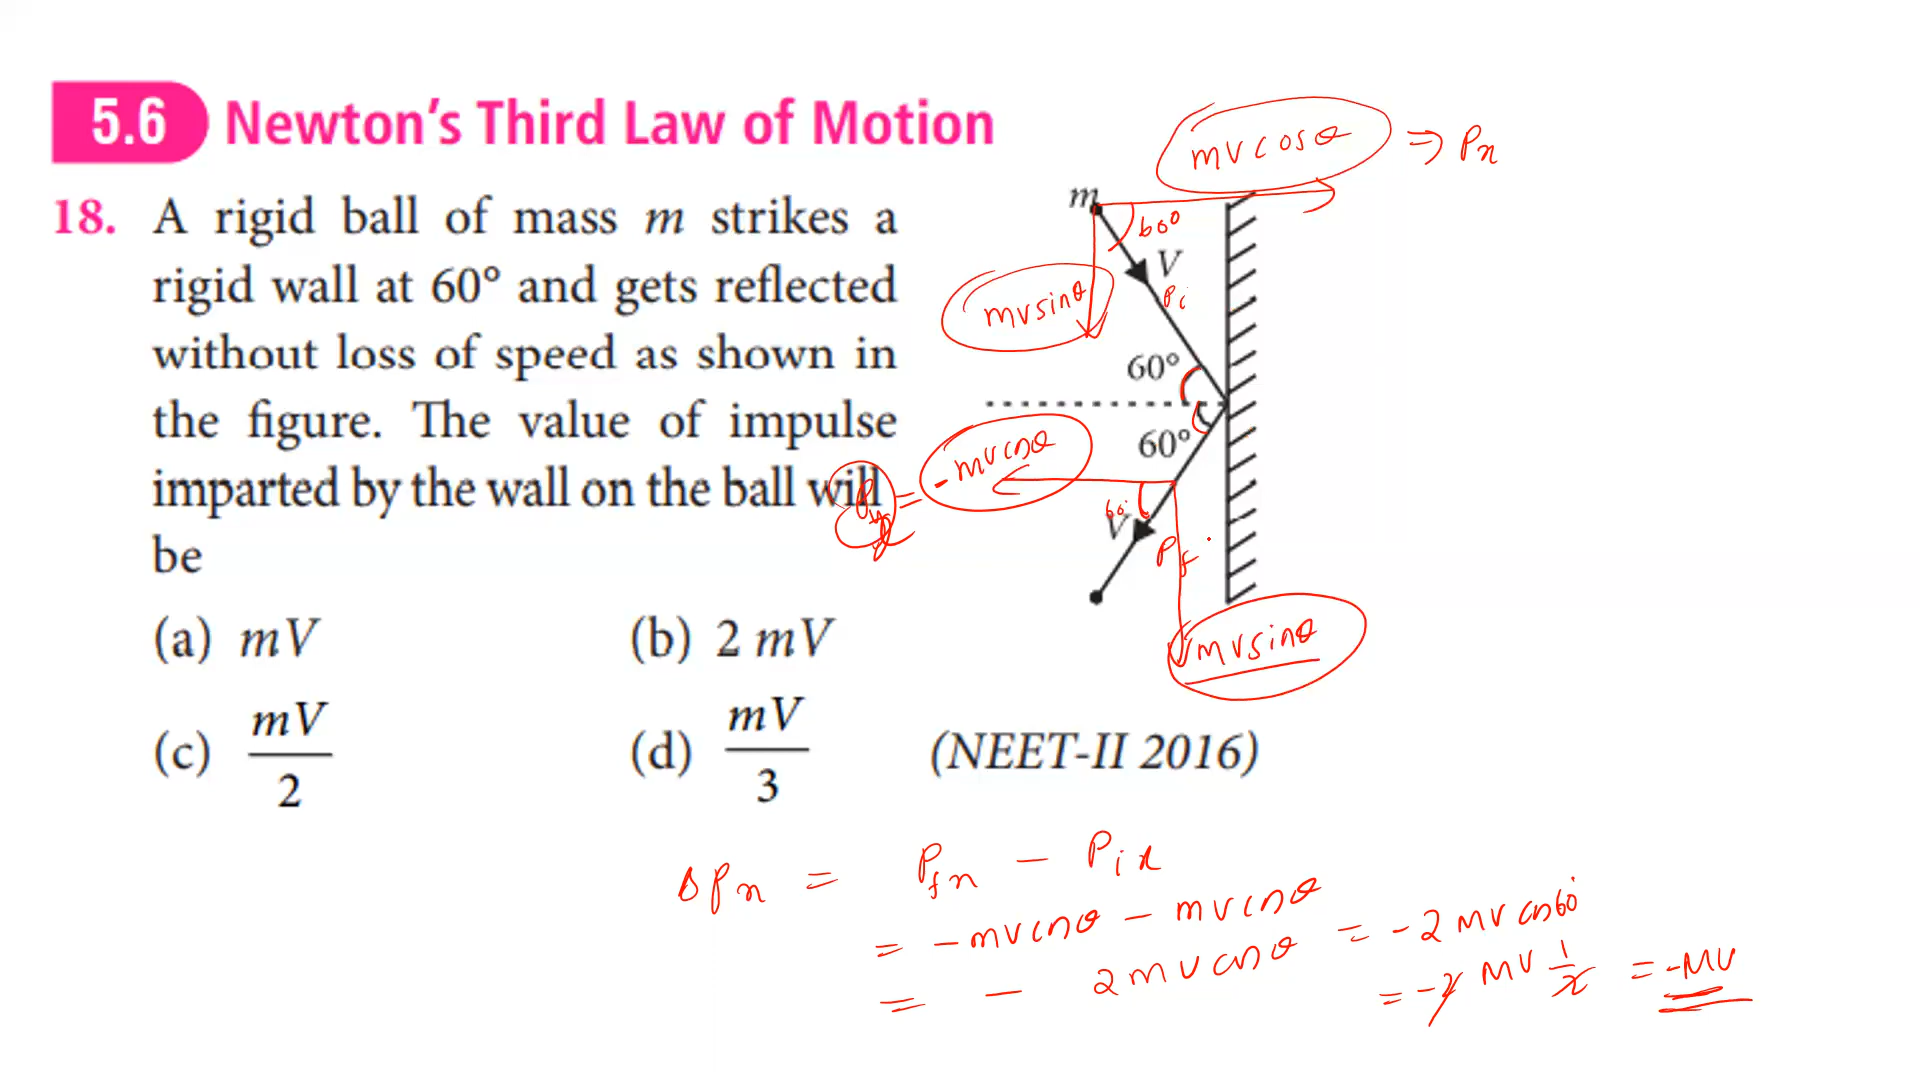 5.6 Newton's Third Law of Motion
18. A rigid ball of mass m strikes a
rigid wall at 60° and gets reflected
without loss of speed as shown in
the figure. The value of impulse
imparted by the wall on the ball will
be
(a) mV (b) 2 mV
(c) mV/2 (d) mV/3 (NEET-II 2016)
mvcosθ ⇒ Px
m
60°
V
Pi
mvsinθ
60°
60°
= -mvcosθ
60°
V
Pf
mvsinθ
ΔPx = Pfx - Pix
= -mvcosθ - mvcosθ
= - 2mvcosθ = -2mvcos60°
= -2 mv 1/2 = -mv